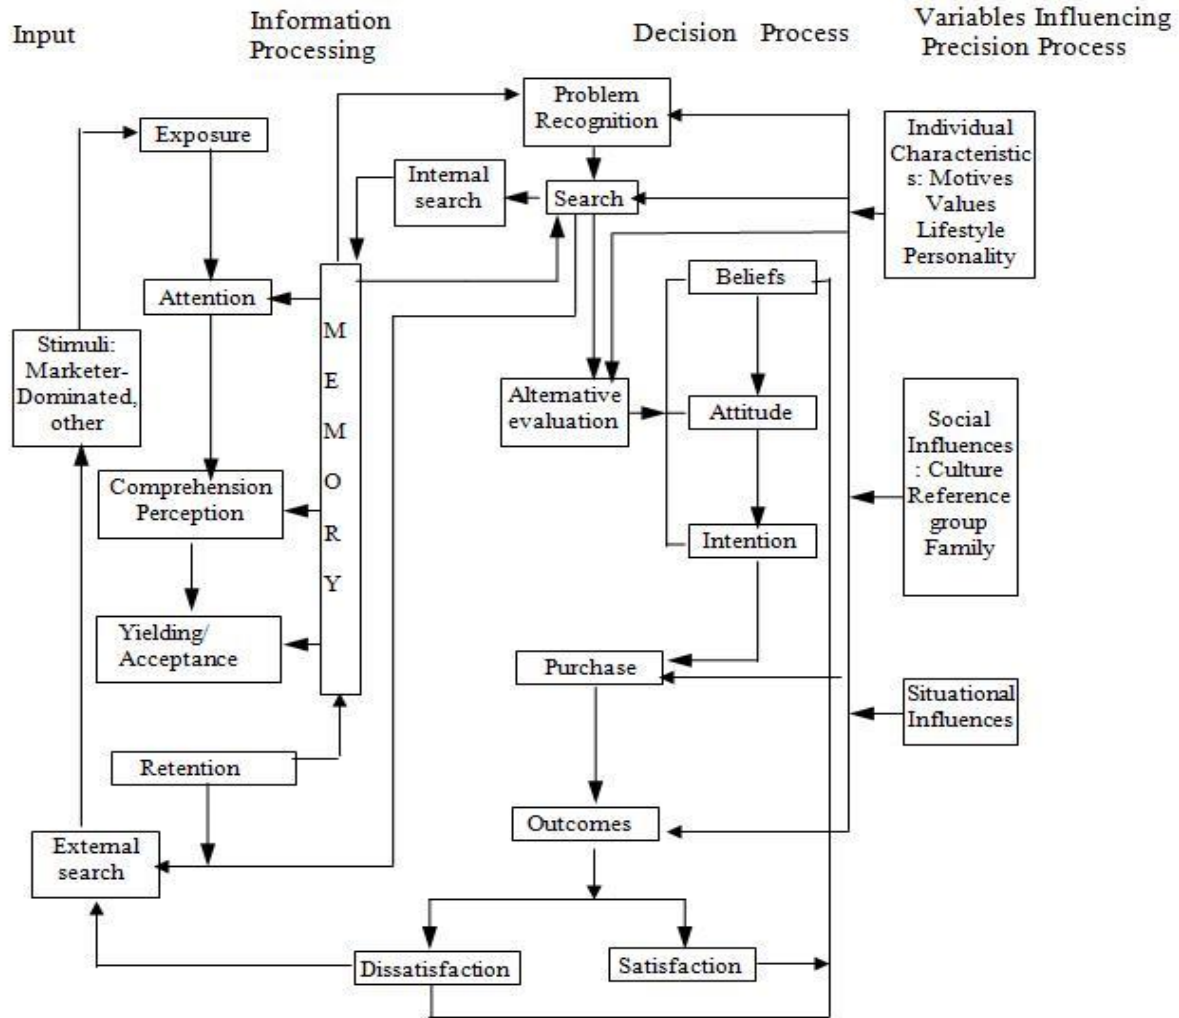 Input
Information
Processing
Decision Process
Variables Influencing
Precision Process
Problem
Recognition
Exposure
Individual
Characteristic
s: Motives
Values
Lifestyle
Personality
Internal
search
Search
Beliefs
Attention
M
E
M
O
R
Y
Stimuli:
Marketer-
Dominated,
other
Alternative
evaluation
Attitude
Social
Influences
: Culture
Reference
group
Family
Comprehension
Perception
Intention
Yielding/
Acceptance
Purchase
Situational
Influences
Retention
Outcomes
External
search
Dissatisfaction
Satisfaction